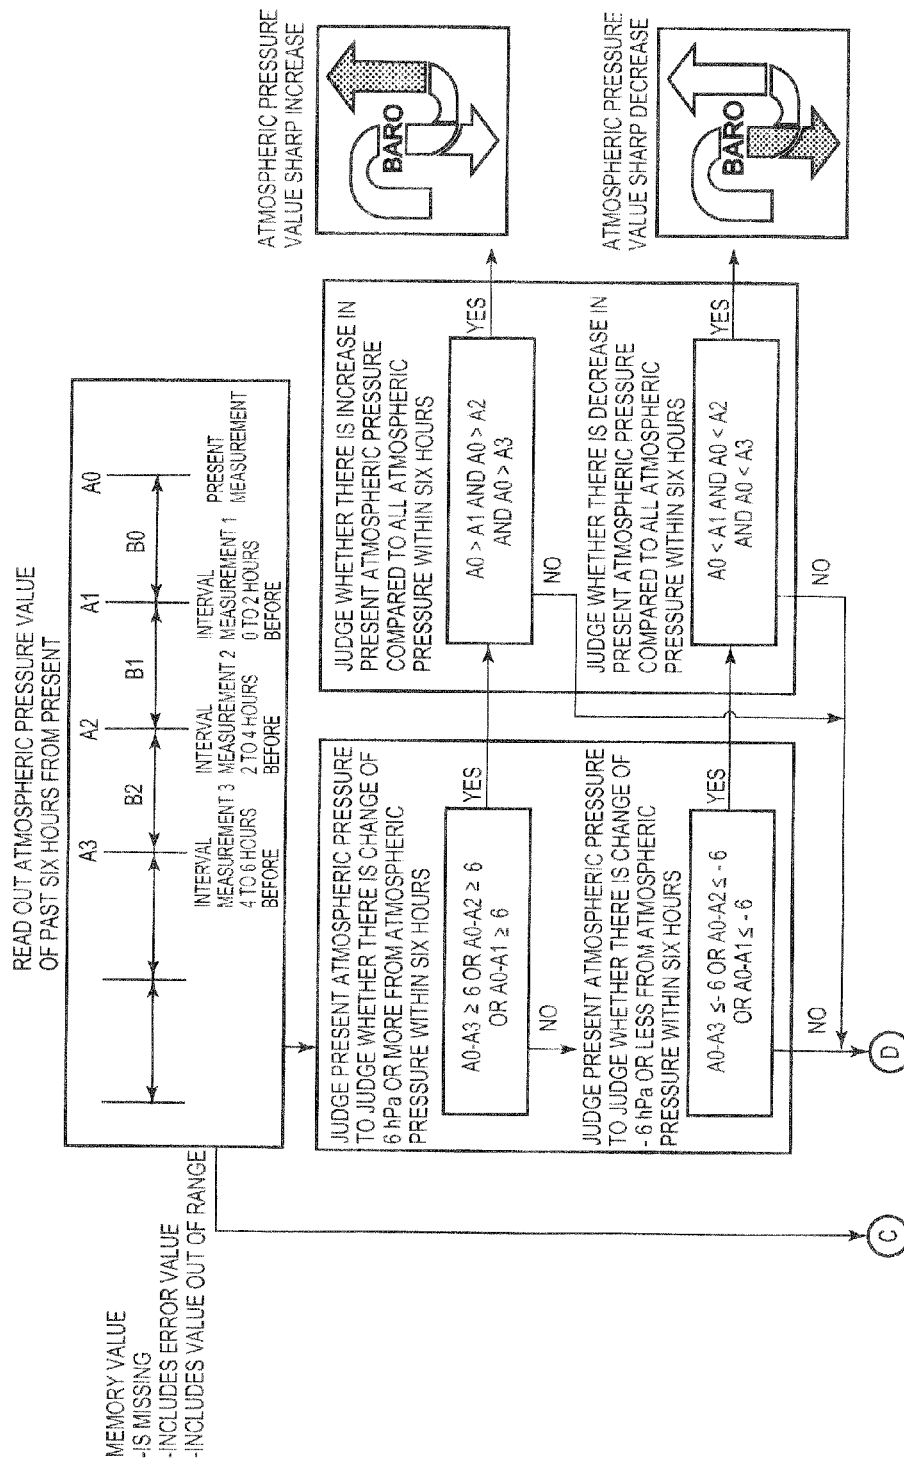 READ OUT ATMOSPHERIC PRESSURE VALUE
OF PAST SIX HOURS FROM PRESENT
MEMORY VALUE
-IS MISSING
-INCLUDES ERROR VALUE
-INCLUDES VALUE OUT OF RANGE
A3
A2
A1
A0
B2
B1
B0
INTERVAL
MEASUREMENT 3
4 TO 6 HOURS
BEFORE
INTERVAL
MEASUREMENT 2
2 TO 4 HOURS
BEFORE
INTERVAL
MEASUREMENT 1
0 TO 2 HOURS
BEFORE
PRESENT
MEASUREMENT
JUDGE PRESENT ATMOSPHERIC PRESSURE
TO JUDGE WHETHER THERE IS CHANGE OF
6 hPa OR MORE FROM ATMOSPHERIC
PRESSURE WITHIN SIX HOURS
A0-A3 ≥ 6 OR A0-A2 ≥ 6
OR A0-A1 ≥ 6
YES
NO
JUDGE WHETHER THERE IS INCREASE IN
PRESENT ATMOSPHERIC PRESSURE
COMPARED TO ALL ATMOSPHERIC
PRESSURE WITHIN SIX HOURS
A0 > A1 AND A0 > A2
AND A0 > A3
YES
NO
ATMOSPHERIC PRESSURE
VALUE SHARP INCREASE
BARO
JUDGE PRESENT ATMOSPHERIC PRESSURE
TO JUDGE WHETHER THERE IS CHANGE OF
- 6 hPa OR LESS FROM ATMOSPHERIC
PRESSURE WITHIN SIX HOURS
A0-A3 ≤ - 6 OR A0-A2 ≤ - 6
OR A0-A1 ≤ - 6
YES
NO
JUDGE WHETHER THERE IS DECREASE IN
PRESENT ATMOSPHERIC PRESSURE
COMPARED TO ALL ATMOSPHERIC
PRESSURE WITHIN SIX HOURS
A0 < A1 AND A0 < A2
AND A0 < A3
YES
NO
ATMOSPHERIC PRESSURE
VALUE SHARP DECREASE
BARO
C
D